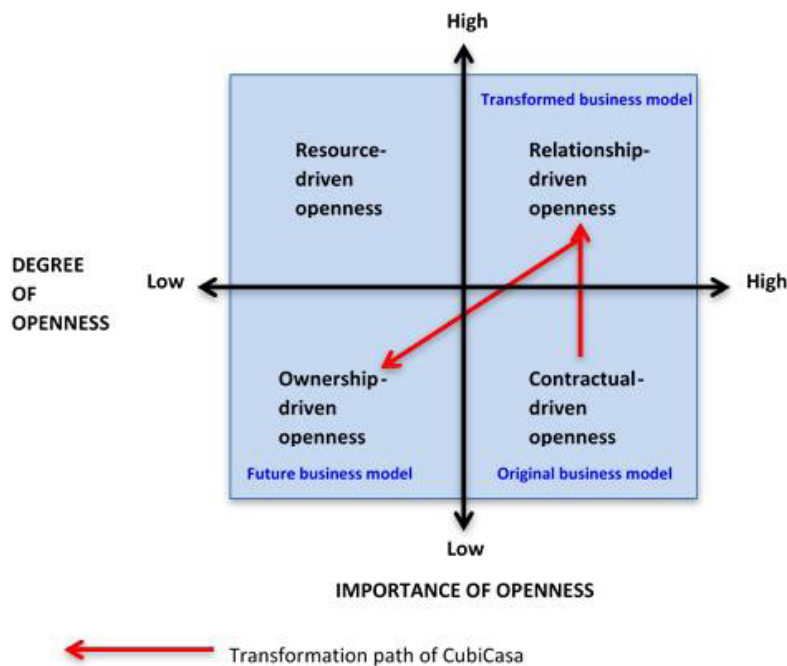 High
Transformed business model
Resource-
driven
openness
Relationship-
driven
openness
DEGREE
OF
OPENNESS
Low
High
Ownership-
driven
openness
Contractual-
driven
openness
Future business model
Original business model
Low
IMPORTANCE OF OPENNESS
Transformation path of CubiCasa